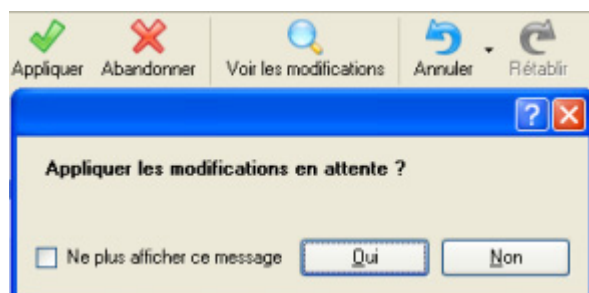 Appliquer Abandonner Voir les modifications Annuler Rétablir
?
Appliquer les modifications en attente ?
Ne plus afficher ce message Oui Non